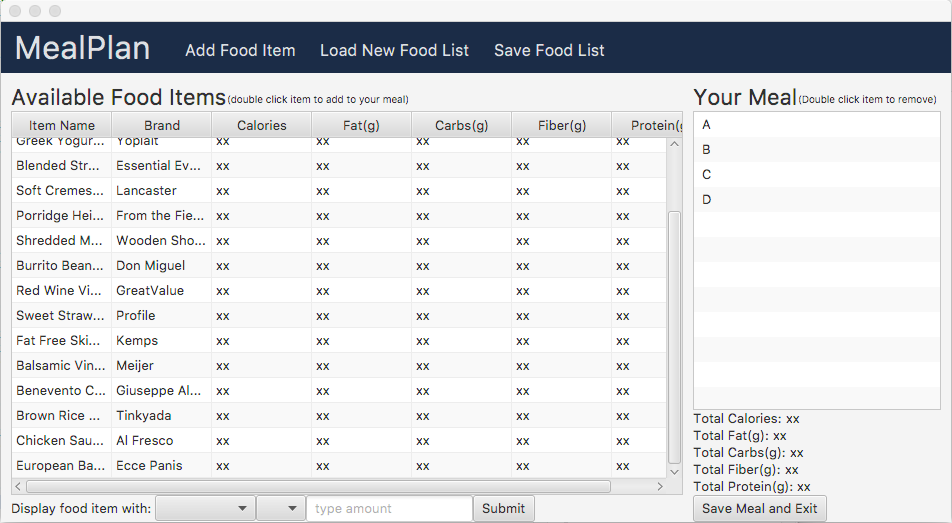 MealPlan Add Food Item Load New Food List Save Food List
Available Food Items (double click item to add to your meal)
Item Name Brand Calories Fat(g) Carbs(g) Fiber(g) Protein(g
Greek Yogur... Yoplait xx xx xx xx xx
Blended Str... Essential Ev... xx xx xx xx xx
Soft Cremes... Lancaster xx xx xx xx xx
Porridge Hei... From the Fie... xx xx xx xx xx
Shredded M... Wooden Sho... xx xx xx xx xx
Burrito Bean... Don Miguel xx xx xx xx xx
Red Wine Vi... GreatValue xx xx xx xx xx
Sweet Straw... Profile xx xx xx xx xx
Fat Free Ski... Kemps xx xx xx xx xx
Balsamic Vin... Meijer xx xx xx xx xx
Benevento C... Giuseppe Al... xx xx xx xx xx
Brown Rice ... Tinkyada xx xx xx xx xx
Chicken Sau... Al Fresco xx xx xx xx xx
European Ba... Ecce Panis xx xx xx xx xx
Display food item with: type amount Submit
Your Meal (Double click item to remove)
A
B
C
D
Total Calories: xx
Total Fat(g): xx
Total Carbs(g): xx
Total Fiber(g): xx
Total Protein(g): xx
Save Meal and Exit